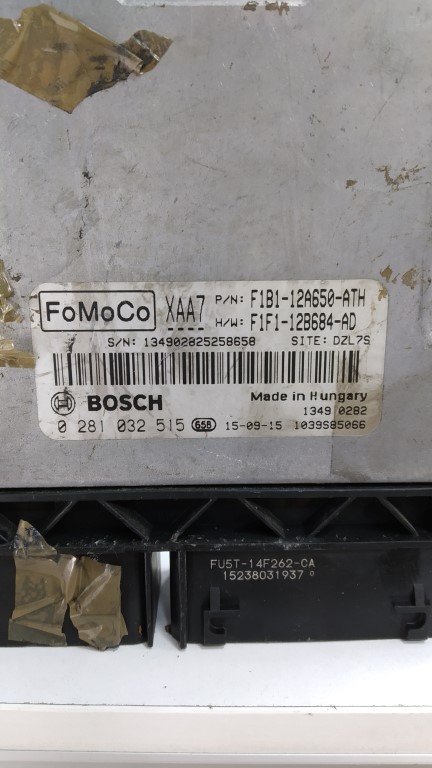 FoMoCo XAA7 P/N: F1B1-12A650-ATH
H/W: F1F1-12B684-AD
S/N: 134902825258658 SITE: DZL7S
BOSCH Made in Hungary
1349 0282
0 281 032 515 658 15-09-15 1039S85066
FU5T-14F262-CA
15238031937